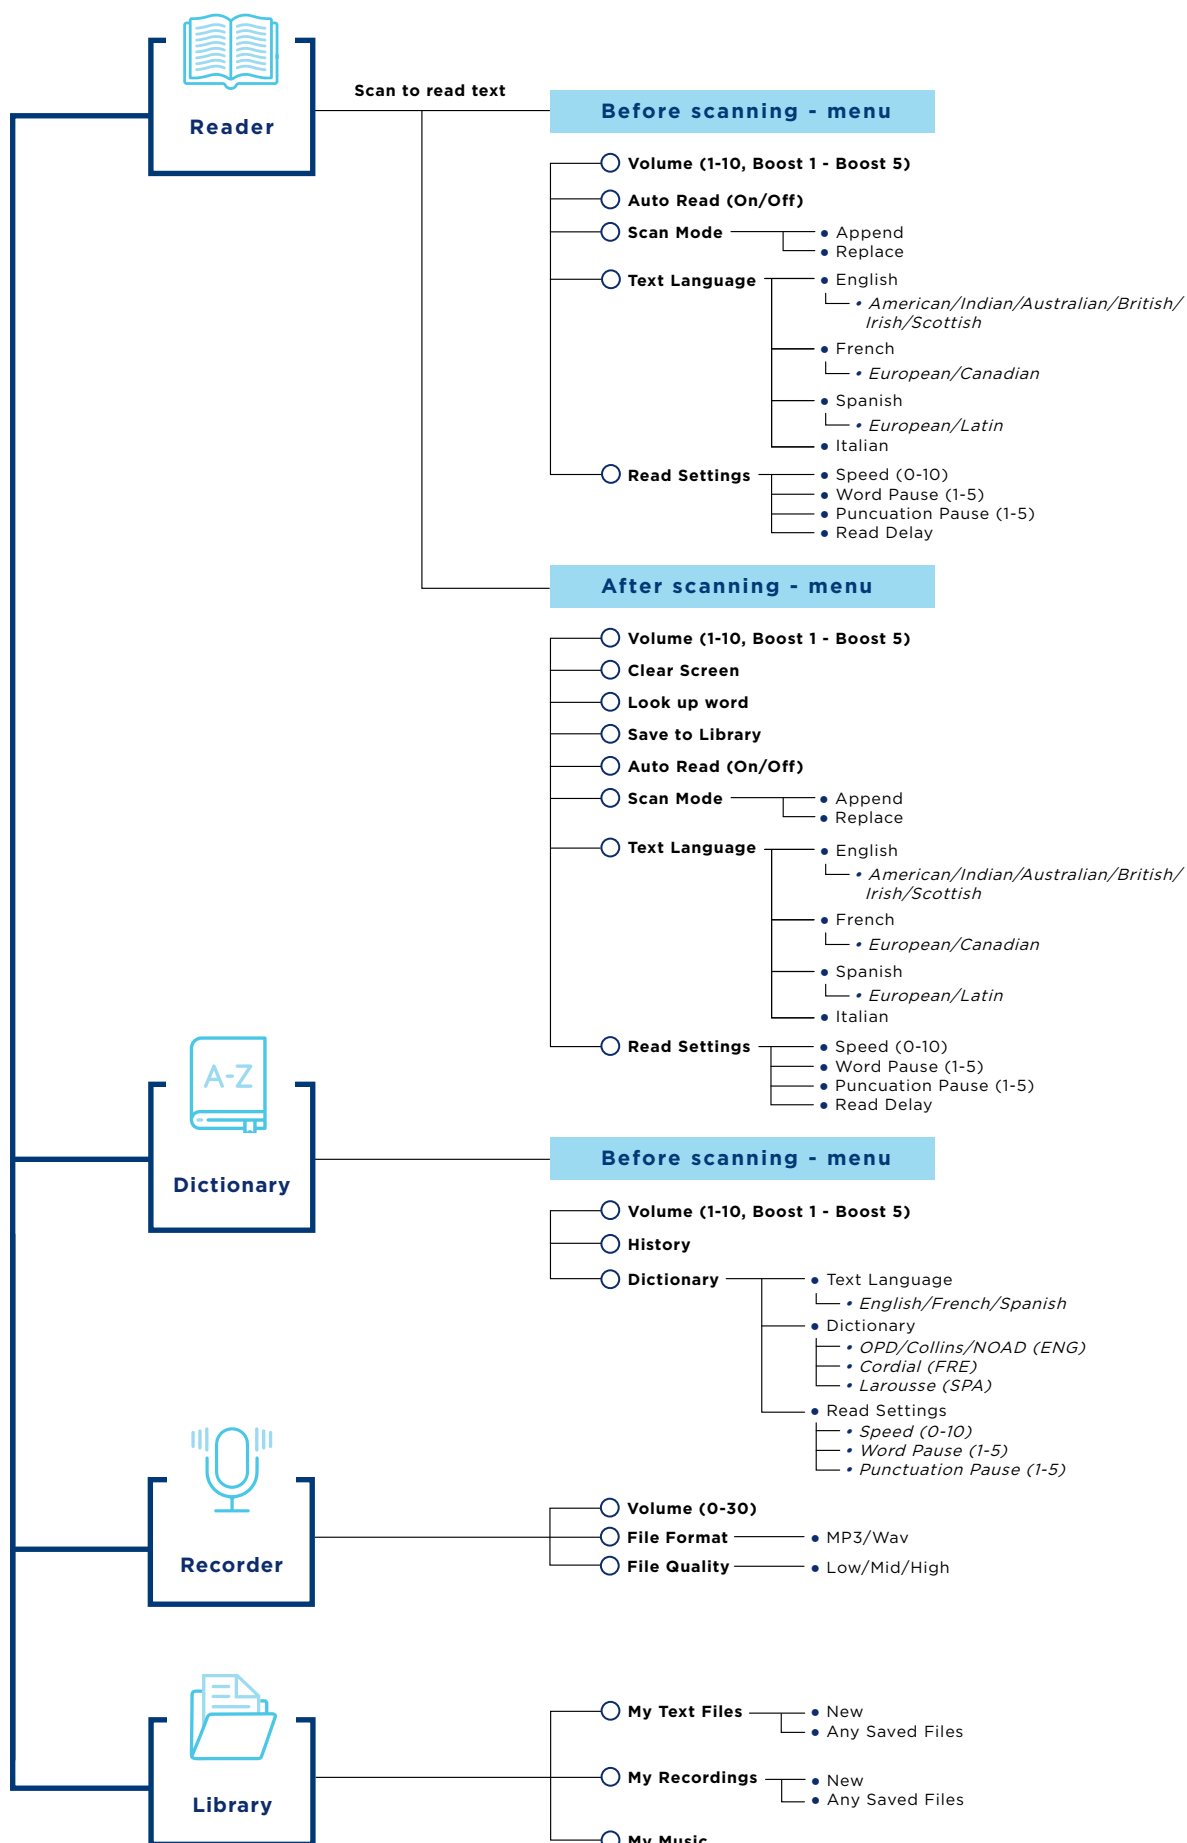 Reader
Scan to read text
Before scanning - menu
Volume (1-10, Boost 1 - Boost 5)
Auto Read (On/Off)
Scan Mode
• Append
• Replace
Text Language
• English
• American/Indian/Australian/British/
Irish/Scottish
• French
• European/Canadian
• Spanish
• European/Latin
• Italian
Read Settings
• Speed (0-10)
• Word Pause (1-5)
• Puncuation Pause (1-5)
• Read Delay
After scanning - menu
Volume (1-10, Boost 1 - Boost 5)
Clear Screen
Look up word
Save to Library
Auto Read (On/Off)
Scan Mode
• Append
• Replace
Text Language
• English
• American/Indian/Australian/British/
Irish/Scottish
• French
• European/Canadian
• Spanish
• European/Latin
• Italian
Read Settings
• Speed (0-10)
• Word Pause (1-5)
• Puncuation Pause (1-5)
• Read Delay
A-Z
Dictionary
Before scanning - menu
Volume (1-10, Boost 1 - Boost 5)
History
Dictionary
• Text Language
• English/French/Spanish
• Dictionary
• OPD/Collins/NOAD (ENG)
• Cordial (FRE)
• Larousse (SPA)
• Read Settings
• Speed (0-10)
• Word Pause (1-5)
• Punctuation Pause (1-5)
Recorder
Volume (0-30)
File Format
• MP3/Wav
File Quality
• Low/Mid/High
Library
My Text Files
• New
• Any Saved Files
My Recordings
• New
• Any Saved Files
My Music